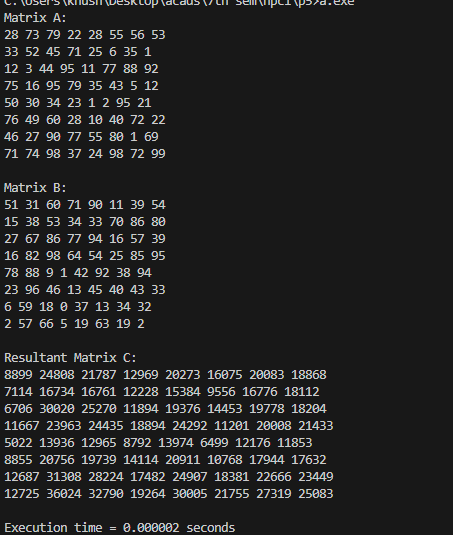 C:\Users\khush\Desktop\acads\7th sem\hpc1\p5>a.exe
Matrix A:
28 73 79 22 28 55 56 53
33 52 45 71 25 6 35 1
12 3 44 95 11 77 88 92
75 16 95 79 35 43 5 12
50 30 34 23 1 2 95 21
76 49 60 28 10 40 72 22
46 27 90 77 55 80 1 69
71 74 98 37 24 98 72 99
Matrix B:
51 31 60 71 90 11 39 54
15 38 53 34 33 70 86 80
27 67 86 77 94 16 57 39
16 82 98 64 54 25 85 95
78 88 9 1 42 92 38 94
23 96 46 13 45 40 43 33
6 59 18 0 37 13 34 32
2 57 66 5 19 63 19 2
Resultant Matrix C:
8899 24808 21787 12969 20273 16075 20083 18868
7114 16734 16761 12228 15384 9556 16776 18112
6706 30020 25270 11894 19376 14453 19778 18204
11667 23963 24435 18894 24292 11201 20008 21433
5022 13936 12965 8792 13974 6499 12176 11853
8855 20756 19739 14114 20911 10768 17944 17632
12687 31308 28224 17482 24907 18381 22666 23449
12725 36024 32790 19264 30005 21755 27319 25083
Execution time = 0.000002 seconds